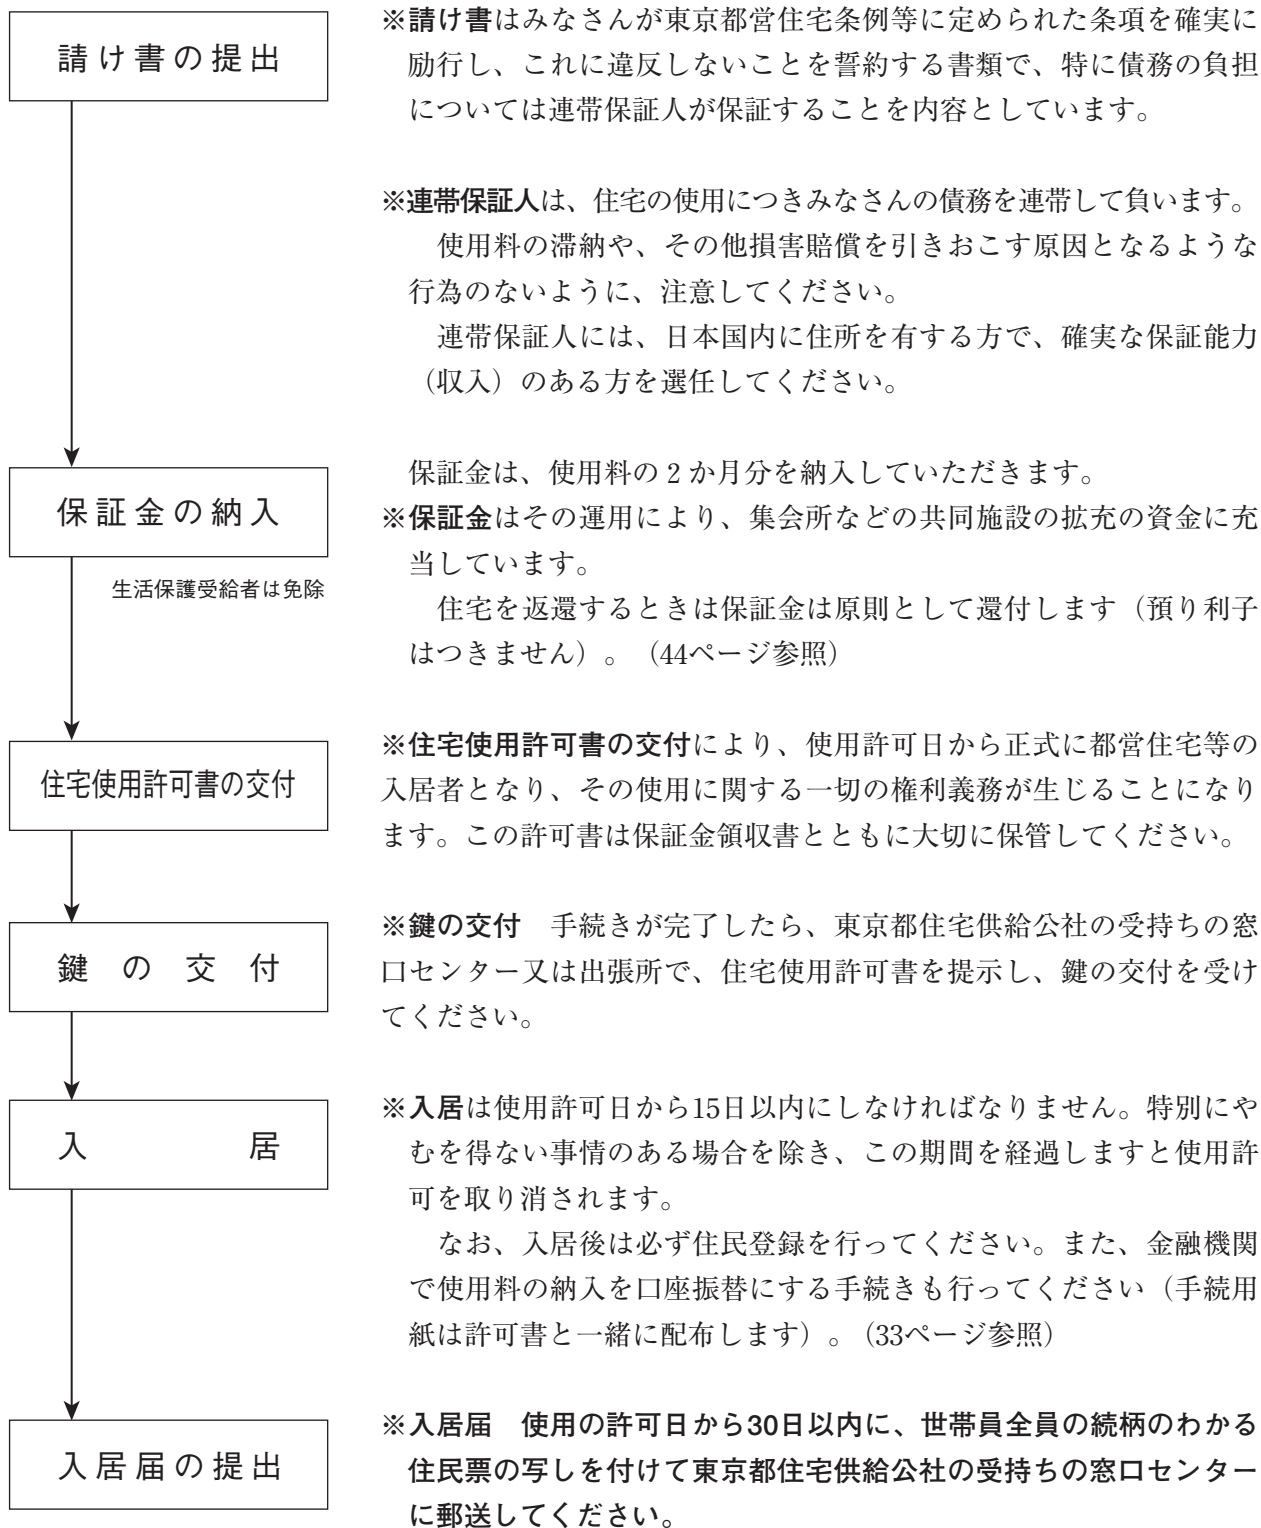 請け書の提出
※請け書はみなさんが東京都営住宅条例等に定められた条項を確実に
励行し、これに違反しないことを誓約する書類で、特に債務の負担
については連帯保証人が保証することを内容としています。
※連帯保証人は、住宅の使用につきみなさんの債務を連帯して負います。
使用料の滞納や、その他損害賠償を引きおこす原因となるような
行為のないように、注意してください。
連帯保証人には、日本国内に住所を有する方で、確実な保証能力
（収入）のある方を選任してください。
保証金の納入
生活保護受給者は免除
保証金は、使用料の２か月分を納入していただきます。
※保証金はその運用により、集会所などの共同施設の拡充の資金に充
当しています。
住宅を返還するときは保証金は原則として還付します（預り利子
はつきません）。（44ページ参照）
住宅使用許可書の交付
※住宅使用許可書の交付により、使用許可日から正式に都営住宅等の
入居者となり、その使用に関する一切の権利義務が生じることになり
ます。この許可書は保証金領収書とともに大切に保管してください。
鍵の交付
※鍵の交付　手続きが完了したら、東京都住宅供給公社の受持ちの窓
口センター又は出張所で、住宅使用許可書を提示し、鍵の交付を受け
てください。
入居
※入居は使用許可日から15日以内にしなければなりません。特別にや
むを得ない事情のある場合を除き、この期間を経過しますと使用許
可を取り消されます。
なお、入居後は必ず住民登録を行ってください。また、金融機関
で使用料の納入を口座振替にする手続きも行ってください（手続用
紙は許可書と一緒に配布します）。（33ページ参照）
入居届の提出
※入居届　使用の許可日から30日以内に、世帯員全員の続柄のわかる
住民票の写しを付けて東京都住宅供給公社の受持ちの窓口センター
に郵送してください。